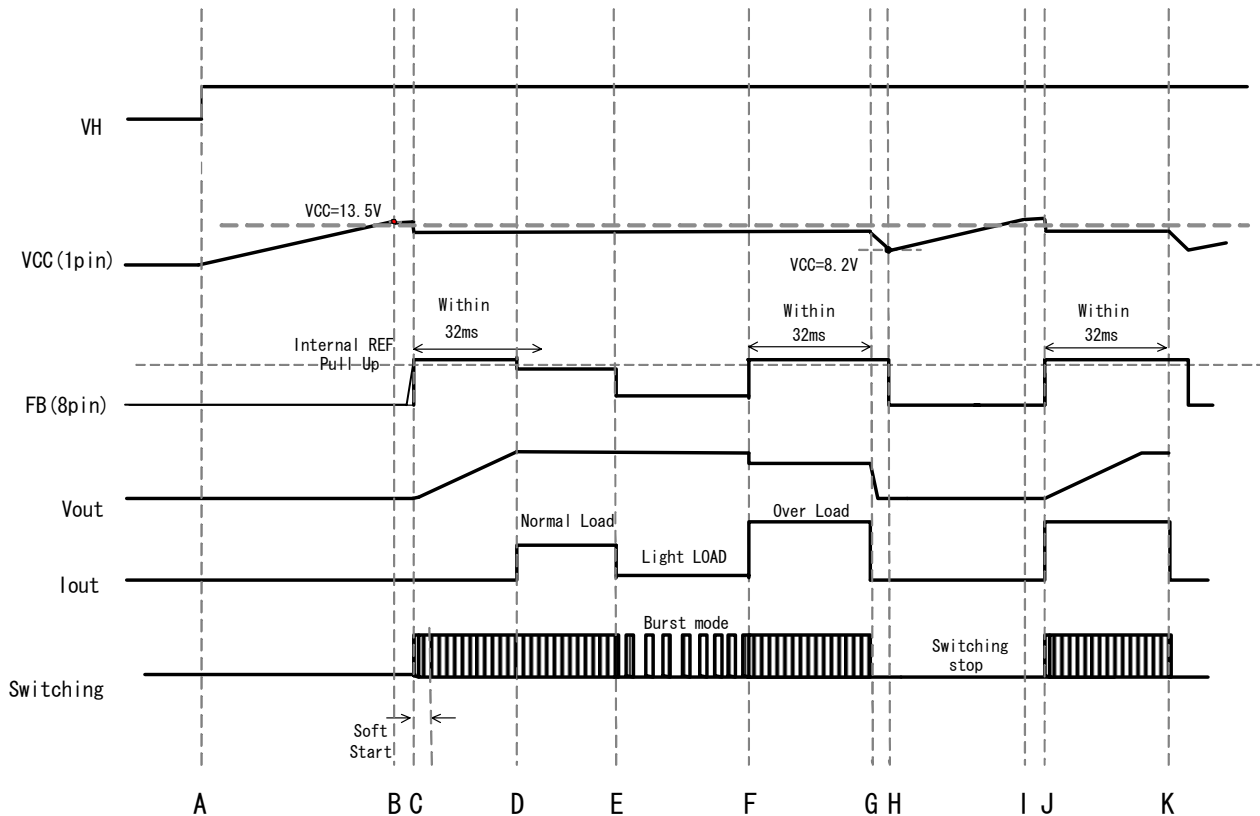 VH
VCC=13.5V
VCC(1pin)
VCC=8.2V
Within
32ms
Within
32ms
Within
32ms
Internal REF
Pull Up
FB(8pin)
Vout
Normal Load
Over Load
Light LOAD
Iout
Burst mode
Switching
stop
Switching
Soft
Start
A B C D E F G H I J K